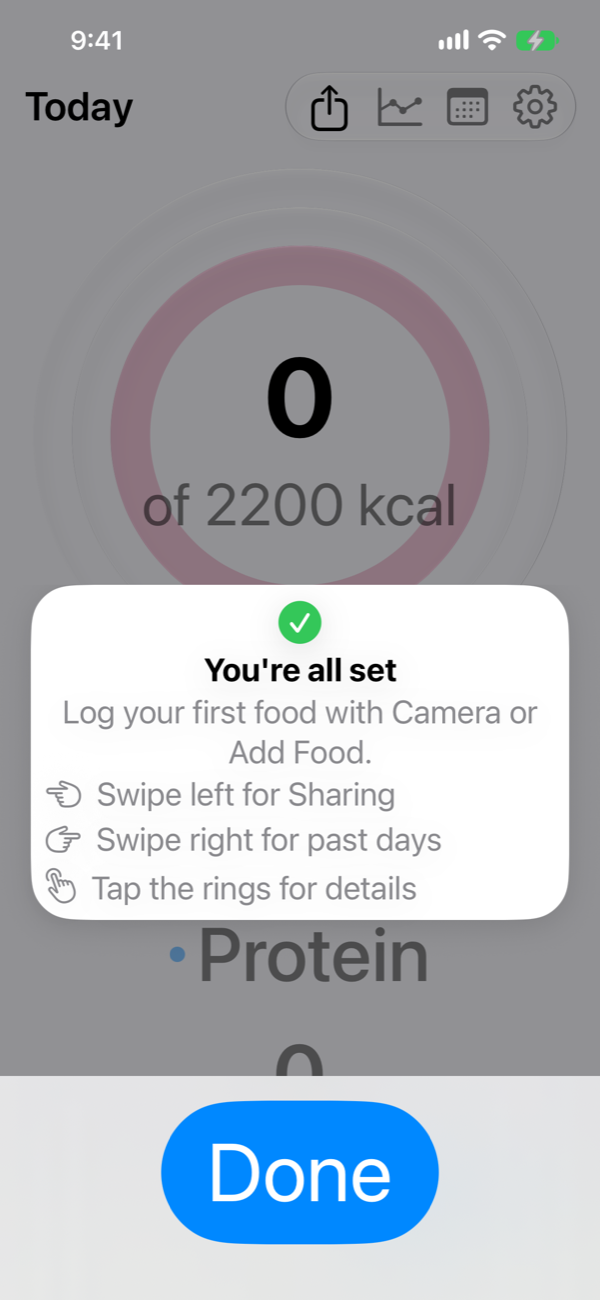 9:41
Today
0
of 2200 kcal
You're all set
Log your first food with Camera or
Add Food.
Swipe left for Sharing
Swipe right for past days
Tap the rings for details
Protein
0
Done